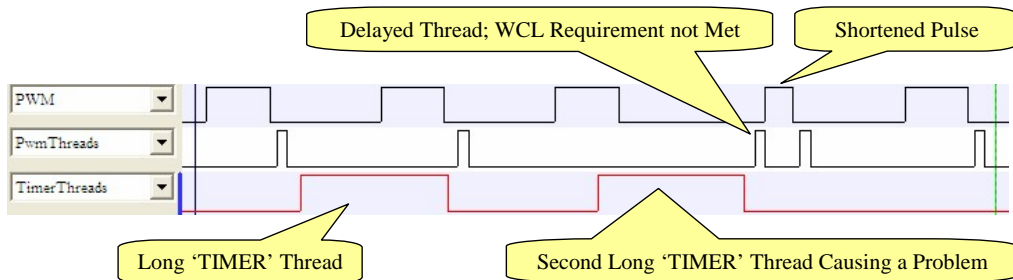 Delayed Thread; WCL Requirement not Met
Shortened Pulse
PWM
PwmThreads
TimerThreads
Long ‘TIMER’ Thread
Second Long ‘TIMER’ Thread Causing a Problem